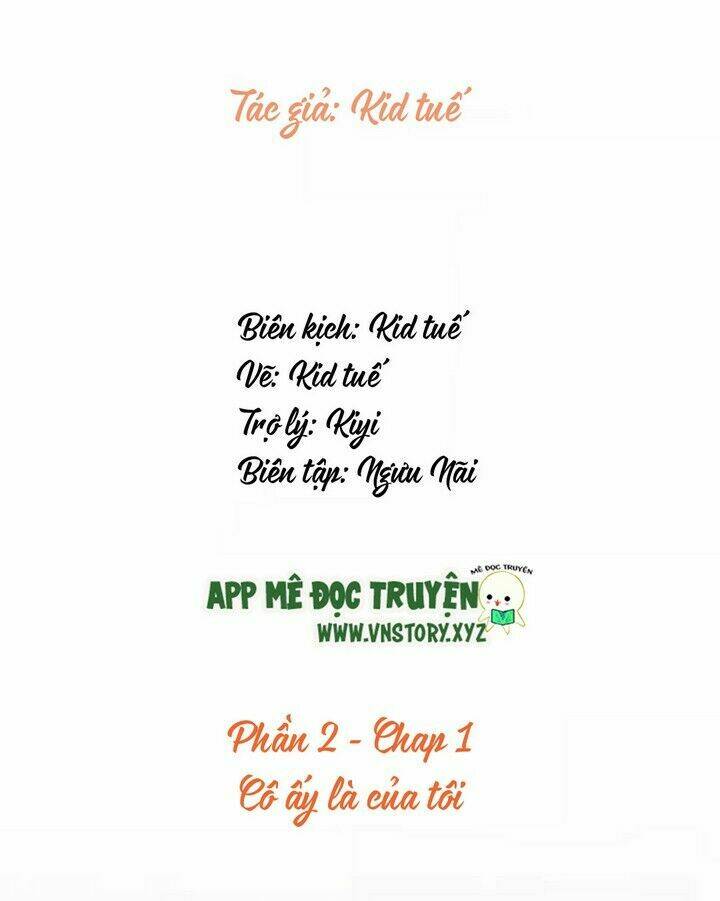 Tác giả: Kid tuế
Biên kịch: Kid tuế
Vẽ: Kid tuế
Trợ lý: Kiyi
Biên tập: Ngưu Nãi
MÊ ĐỌC TRUYỆN
APP MÊ ĐỌC TRUYỆN
WWW.VNSTORY.XYZ
Phần 2 - Chap 1
Cô ấy là của tôi